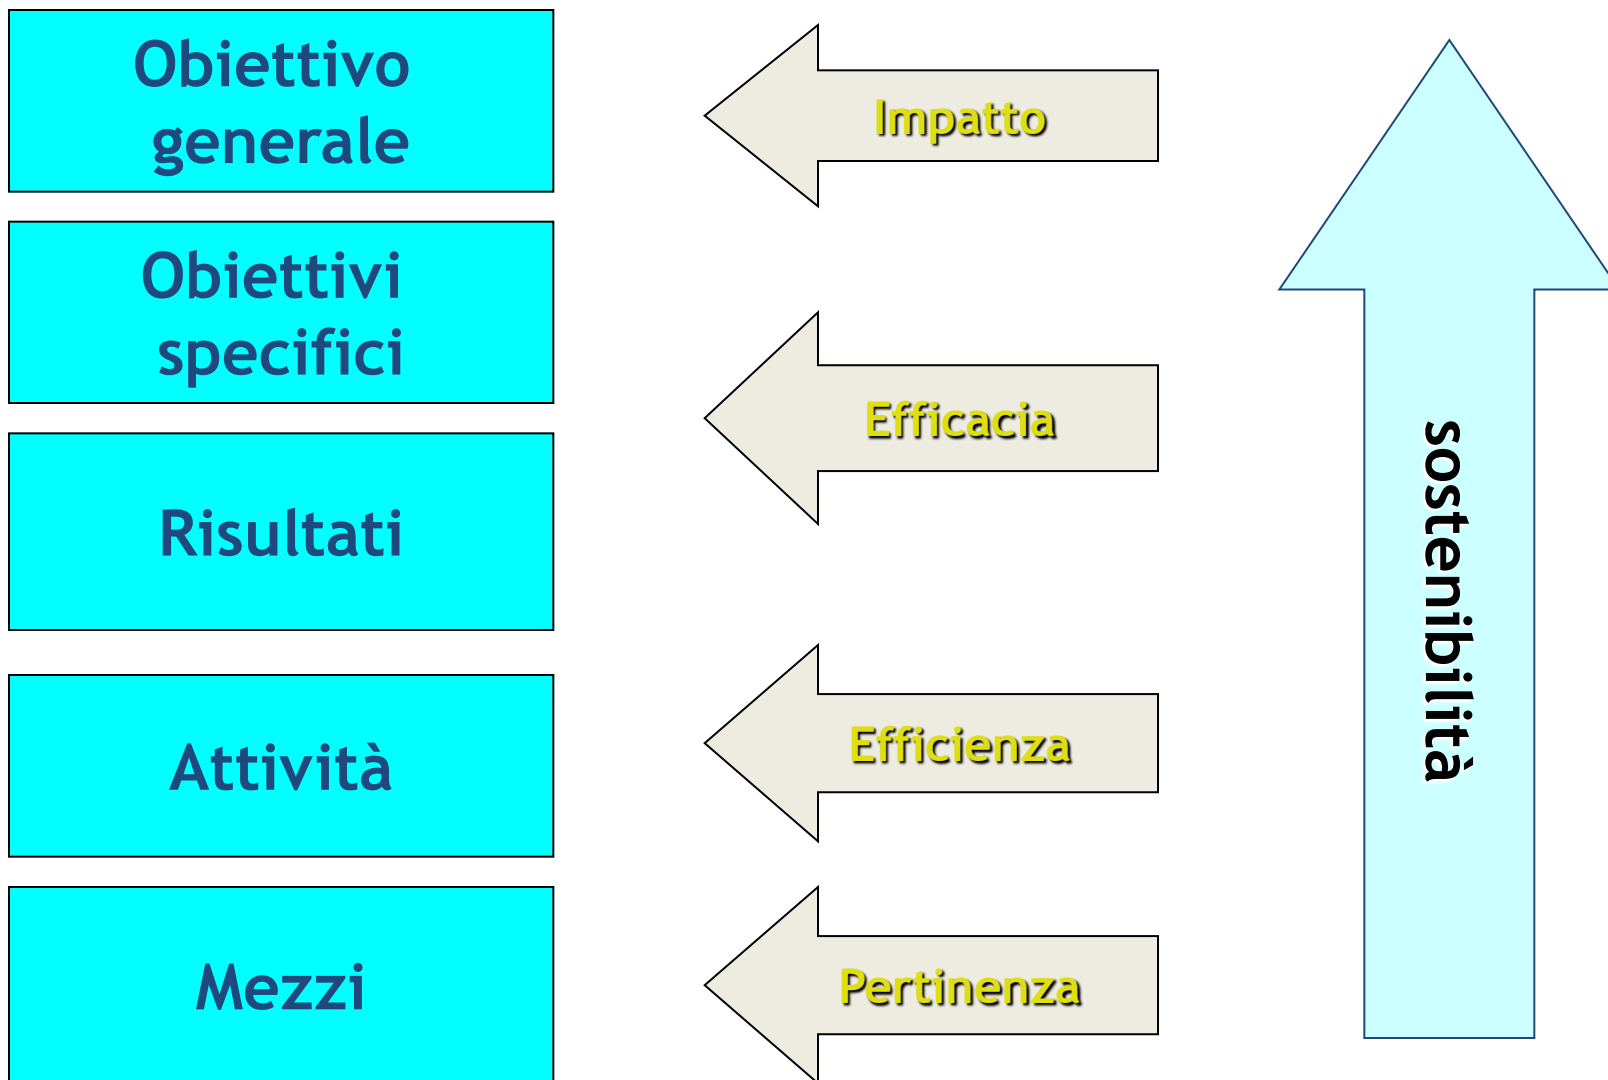 Obiettivo
generale
Impatto
Obiettivi
specifici
Efficacia
Risultati
Attività
Efficienza
Mezzi
Pertinenza
sostenibilità